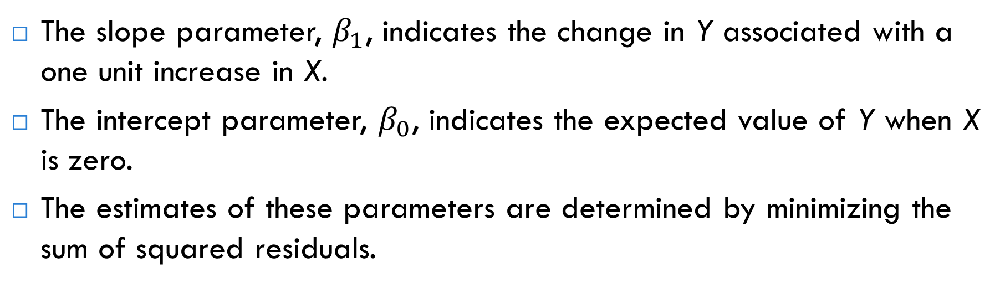 □ The slope parameter, β₁, indicates the change in Y associated with a
one unit increase in X.
□ The intercept parameter, β₀, indicates the expected value of Y when X
is zero.
□ The estimates of these parameters are determined by minimizing the
sum of squared residuals.